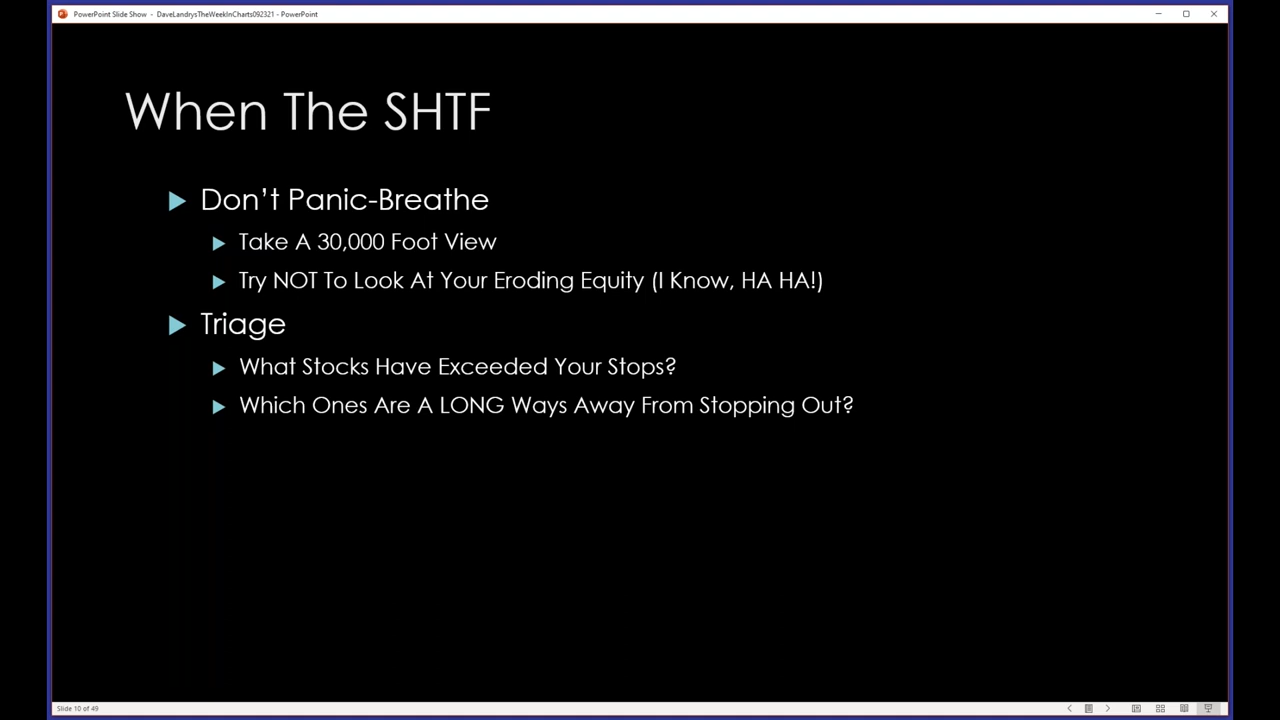 PowerPoint Slide Show - DaveLandrysTheWeekInCharts092321 - PowerPoint
When The SHTF
Don't Panic-Breathe
Take A 30,000 Foot View
Try NOT To Look At Your Eroding Equity (I Know, HA HA!)
Triage
What Stocks Have Exceeded Your Stops?
Which Ones Are A LONG Ways Away From Stopping Out?
Slide 10 of 49